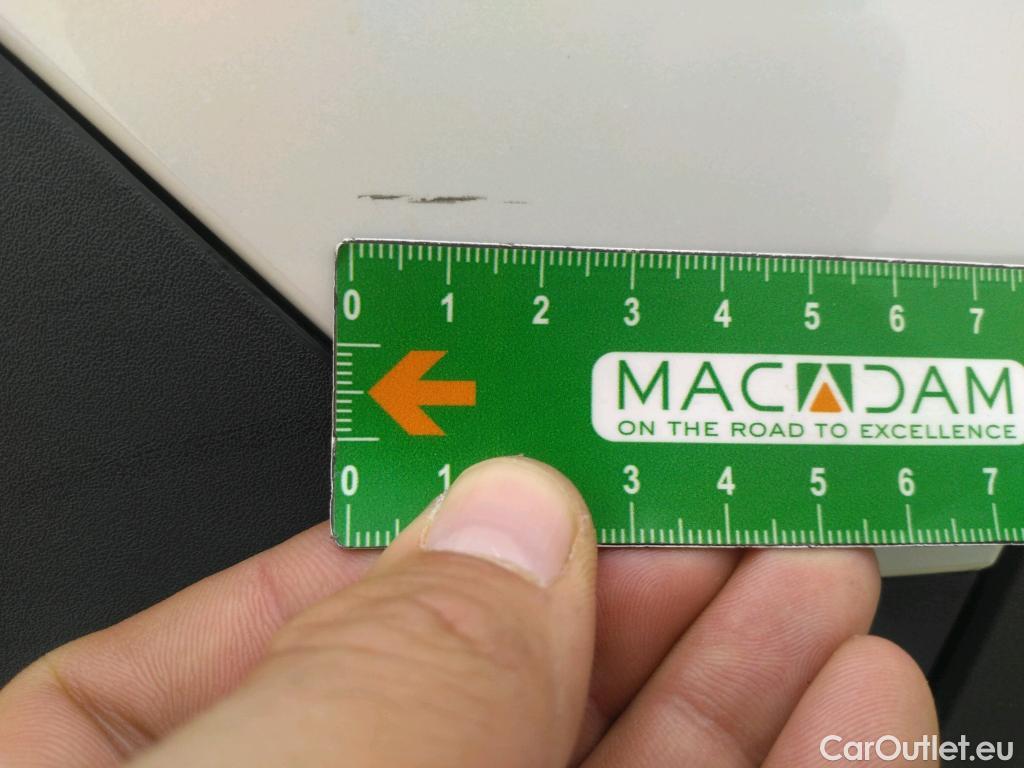 0 1 2 3 4 5 6 7
MACADAM
ON THE ROAD TO EXCELLENCE
0 1 3 4 5 6 7
CarOutlet.eu